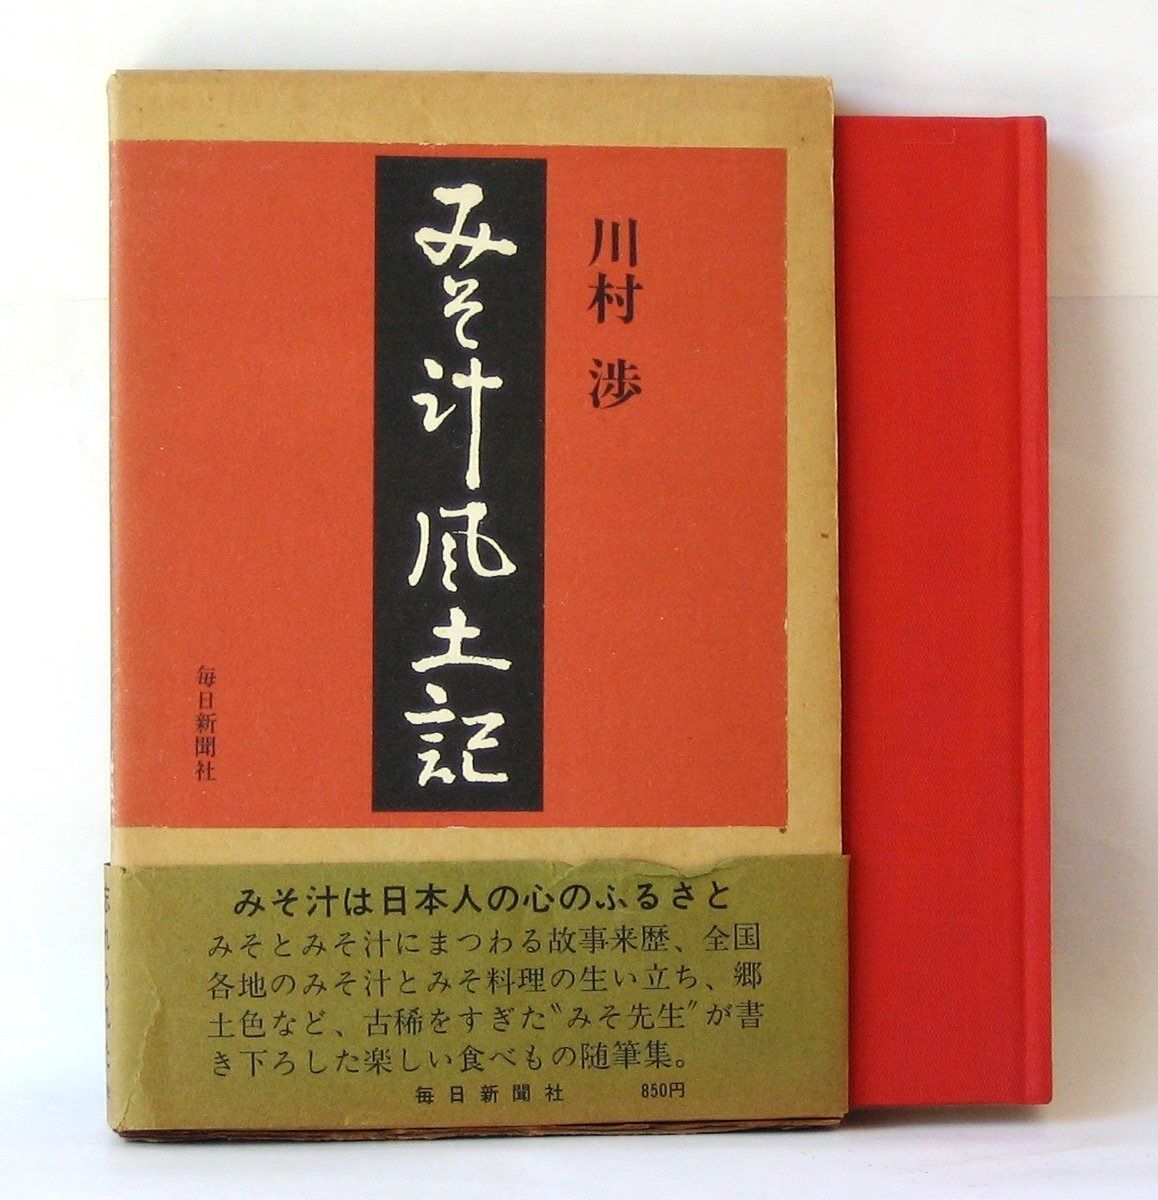 川村 渉
みそ汁風土記
毎日新聞社
みそ汁は日本人の心のふるさと
みそとみそ汁にまつわる故事来歴、全国
各地のみそ汁とみそ料理の生い立ち、郷
土色など、古稀をすぎた〝みそ先生〟が書
き下ろした楽しい食べもの随筆集。
毎日新聞社 850円